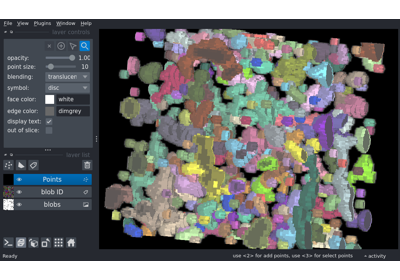 File View Plugins Window Help
layer controls
opacity: 1.00
point size: 10
blending: translucen
symbol: disc
face color: white
edge color: dimgrey
display text:
out of slice:
layer list
Points
blob ID
blobs
Ready
use <2> for add points, use <3> for select points
activity